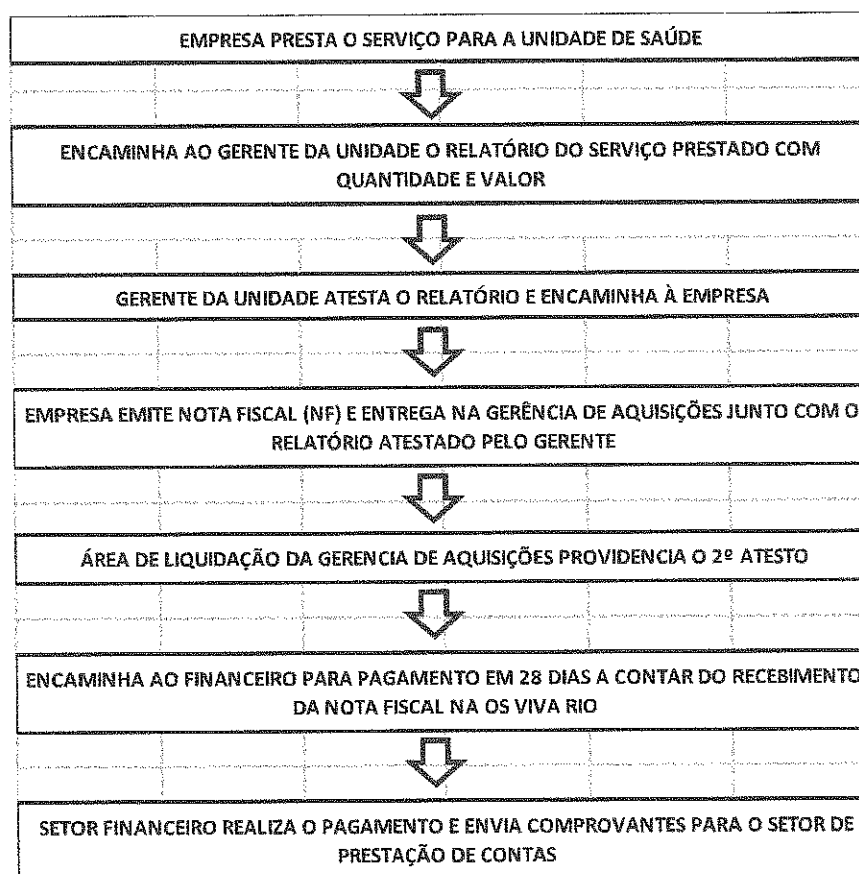 EMPRESA PRESTA O SERVIÇO PARA A UNIDADE DE SAÚDE
ENCAMINHA AO GERENTE DA UNIDADE O RELATÓRIO DO SERVIÇO PRESTADO COM
QUANTIDADE E VALOR
GERENTE DA UNIDADE ATESTA O RELATÓRIO E ENCAMINHA À EMPRESA
EMPRESA EMITE NOTA FISCAL (NF) E ENTREGA NA GERÊNCIA DE AQUISIÇÕES JUNTO COM O
RELATÓRIO ATESTADO PELO GERENTE
ÁREA DE LIQUIDAÇÃO DA GERENCIA DE AQUISIÇÕES PROVIDENCIA O 2º ATESTO
ENCAMINHA AO FINANCEIRO PARA PAGAMENTO EM 28 DIAS A CONTAR DO RECEBIMENTO
DA NOTA FISCAL NA OS VIVA RIO
SETOR FINANCEIRO REALIZA O PAGAMENTO E ENVIA COMPROVANTES PARA O SETOR DE
PRESTAÇÃO DE CONTAS